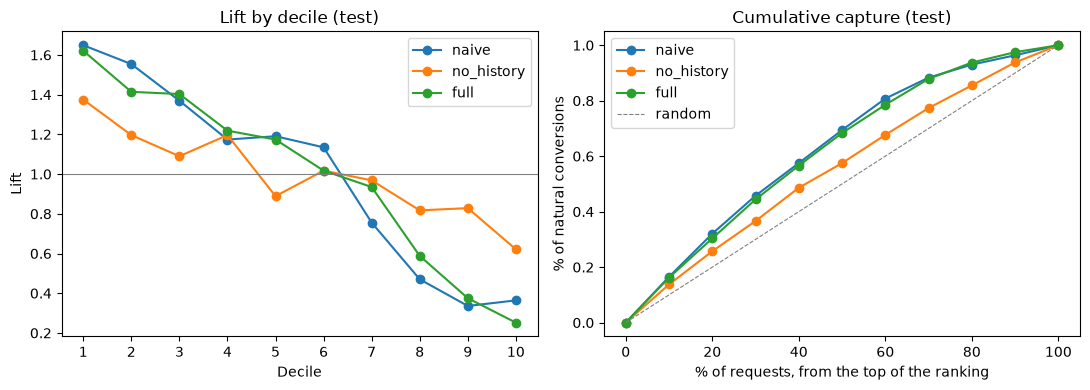 Lift by decile (test)
Lift
1.6
1.4
1.2
1.0
0.8
0.6
0.4
0.2
naive
no_history
full
1 2 3 4 5 6 7 8 9 10
Decile
Cumulative capture (test)
% of natural conversions
1.0
0.8
0.6
0.4
0.2
0.0
naive
no_history
full
random
0 20 40 60 80 100
% of requests, from the top of the ranking